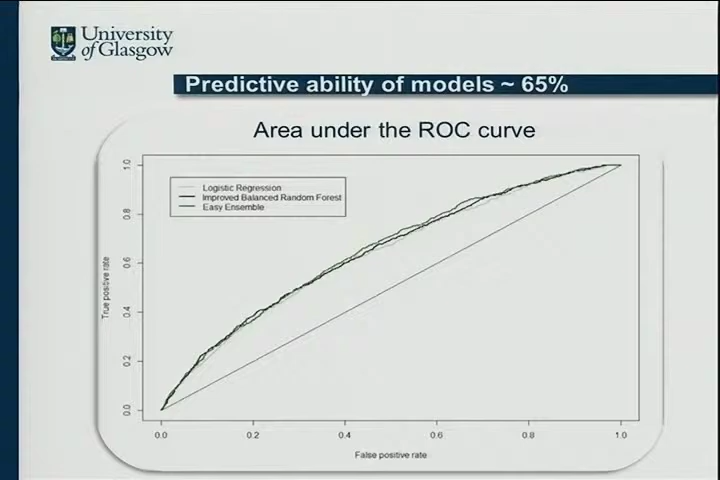 University
of Glasgow
Predictive ability of models ~ 65%
Area under the ROC curve
Logistic Regression
Improved Balanced Random Forest
Easy Ensemble
True positive rate
1.0
0.8
0.6
0.4
0.2
0.0
0.0 0.2 0.4 0.6 0.8 1.0
False positive rate